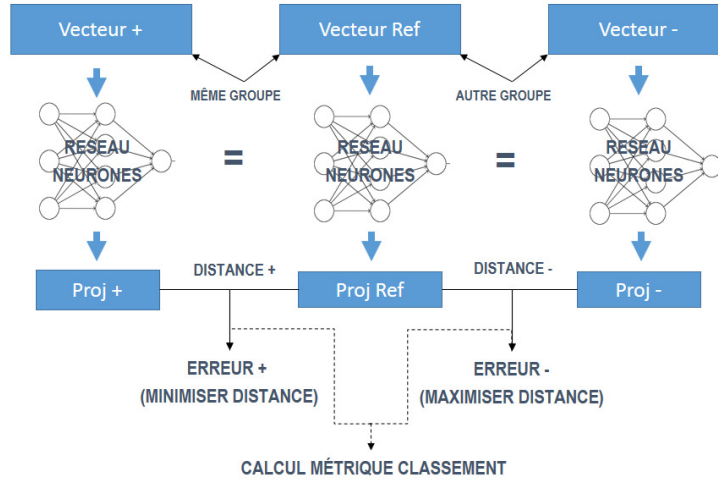 Vecteur +
Vecteur Ref
Vecteur -
MÊME GROUPE
AUTRE GROUPE
RESEAU
NEURONES
=
RESEAU
NEURONES
=
RESEAU
NEURONES
DISTANCE +
DISTANCE -
Proj +
Proj Ref
Proj -
ERREUR +
(MINIMISER DISTANCE)
ERREUR -
(MAXIMISER DISTANCE)
CALCUL MÉTRIQUE CLASSEMENT